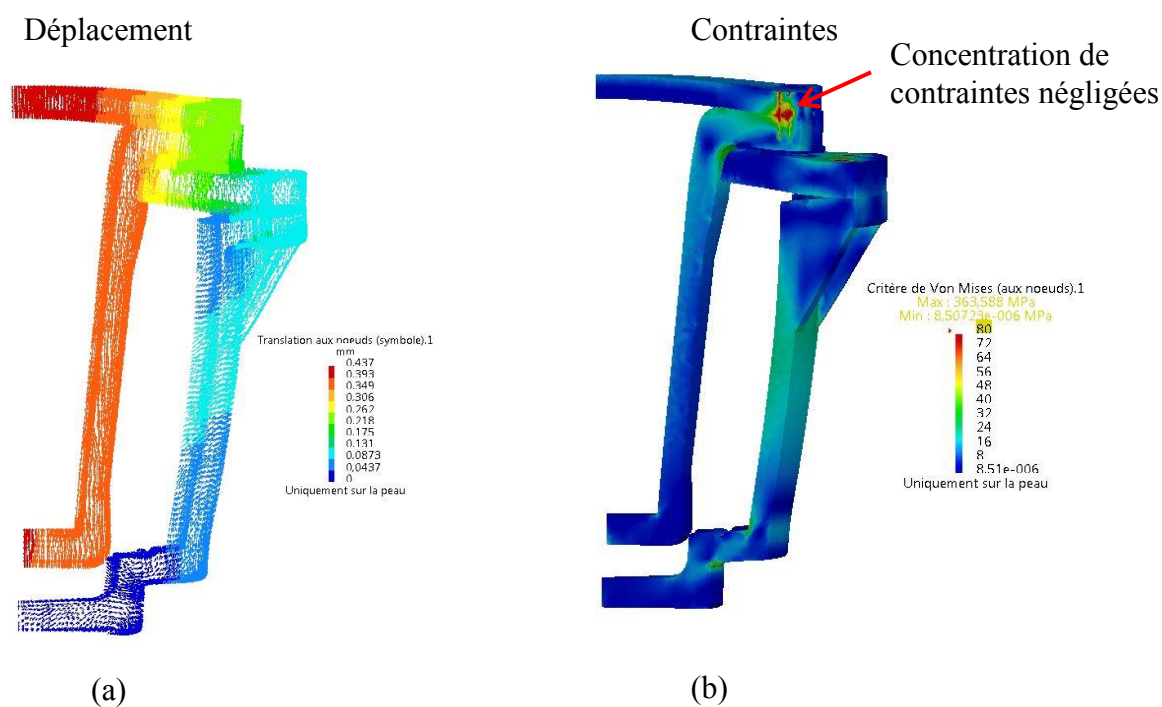 Déplacement
Contraintes
Concentration de
contraintes négligées
Translation aux noeuds (symbole).1
mm
0.437
0.393
0.349
0.306
0.262
0.218
0.175
0.131
0.0873
0.0437
0
Uniquement sur la peau
Critère de Von Mises (aux noeuds).1
Max : 363,588 MPa
Min : 8,50723e-006 MPa
80
72
64
56
48
40
32
24
16
8
8.51e-006
Uniquement sur la peau
(a)
(b)